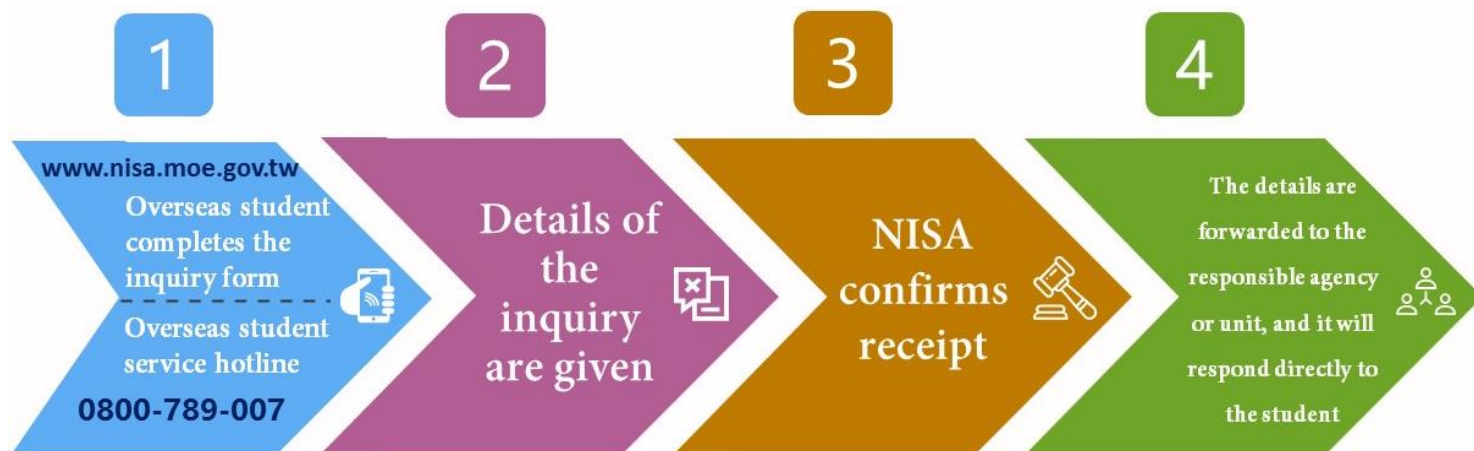 1
www.nisa.moe.gov.tw
Overseas student
completes the
inquiry form
Overseas student
service hotline
0800-789-007
2
Details of
the
inquiry
are given
3
NISA
confirms
receipt
4
The details are
forwarded to the
responsible agency
or unit, and it will
respond directly to
the student